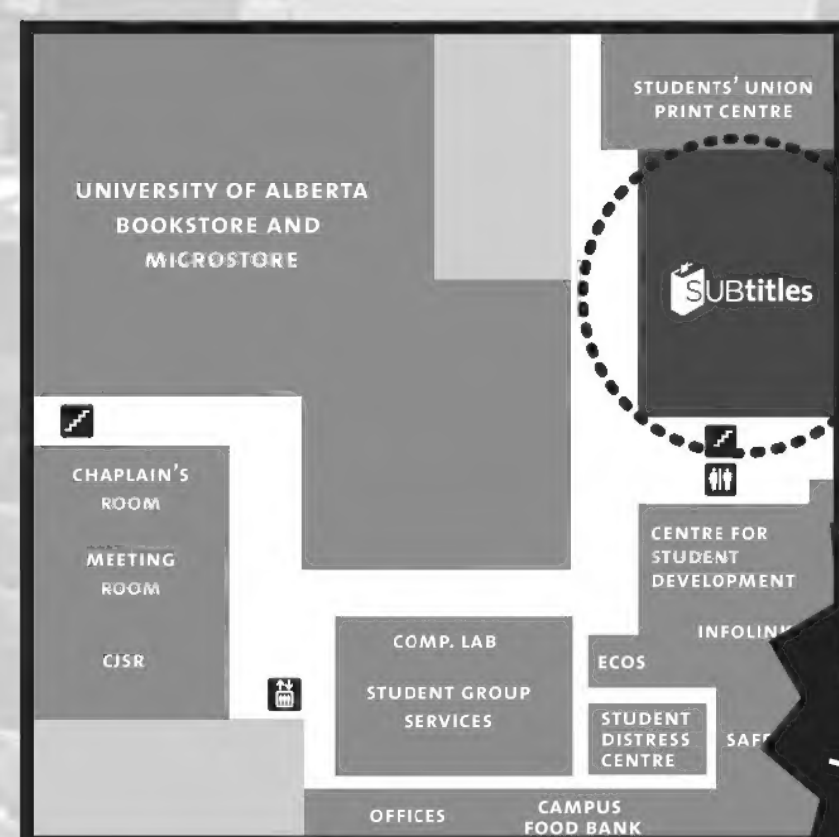 STUDENTS' UNION
PRINT CENTRE
UNIVERSITY OF ALBERTA
BOOKSTORE AND
MICROSTORE
SUBtitles
CHAPLAIN'S
ROOM
MEETING
ROOM
CJSR
CENTRE FOR
STUDENT
DEVELOPMENT
INFOLINK
ECOS
COMP. LAB
STUDENT GROUP
SERVICES
STUDENT
DISTRESS
CENTRE
OFFICES
CAMPUS
FOOD BANK